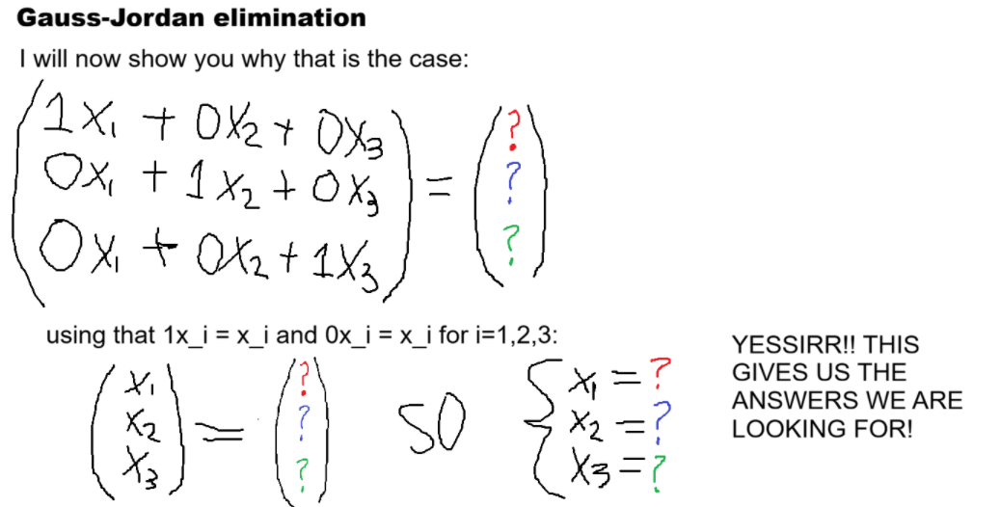 Gauss-Jordan elimination
I will now show you why that is the case:
1x₁ + 0x₂ + 0x₃
0x₁ + 1x₂ + 0x₃
0x₁ + 0x₂ + 1x₃
=
?
?
?
using that 1x_i = x_i and 0x_i = x_i for i=1,2,3:
x₁
x₂
x₃
=
?
?
?
SO
x₁ = ?
x₂ = ?
x₃ = ?
YESSIRR!! THIS
GIVES US THE
ANSWERS WE ARE
LOOKING FOR!